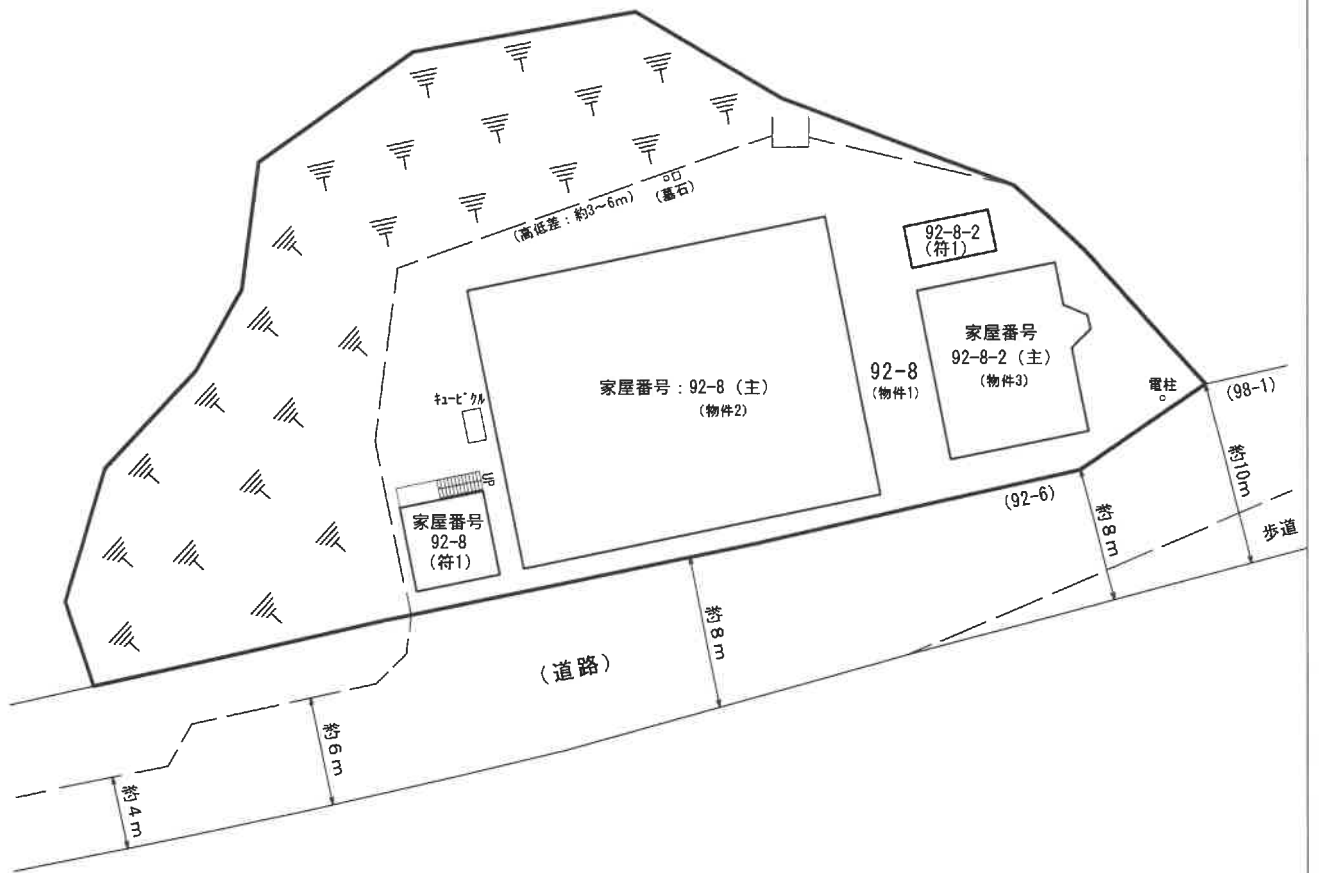 (墓石)
(高低差：約3~6m)
92-8-2
(符1)
家屋番号
92-8-2 (主)
(物件3)
家屋番号：92-8 (主)
(物件2)
92-8
(物件1)
電柱
(98-1)
ｷｭｰﾋﾞｸﾙ
UP
家屋番号
92-8
(符1)
(92-6)
約10m
約8m
歩道
約8m
(道路)
約6m
約4m